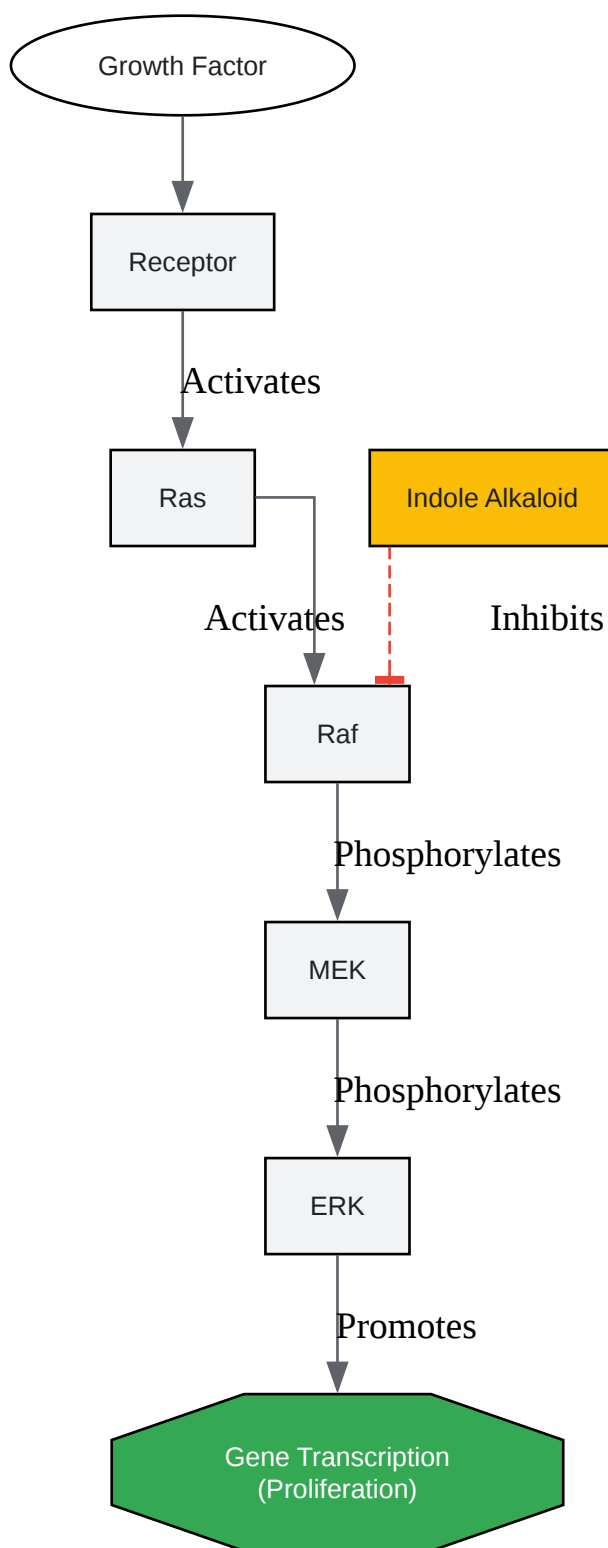 Growth Factor
Receptor
Activates
Ras
Indole Alkaloid
Activates
Inhibits
Raf
Phosphorylates
MEK
Phosphorylates
ERK
Promotes
Gene Transcription
(Proliferation)